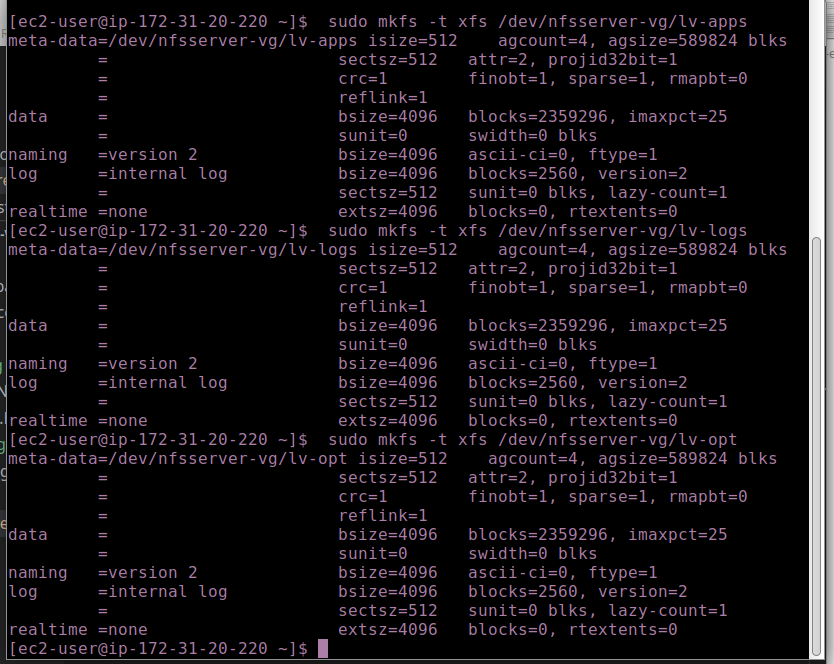 [ec2-user@ip-172-31-20-220 ~]$  sudo mkfs -t xfs /dev/nfsserver-vg/lv-apps
meta-data=/dev/nfsserver-vg/lv-apps isize=512    agcount=4, agsize=589824 blks
         =                       sectsz=512   attr=2, projid32bit=1
         =                       crc=1        finobt=1, sparse=1, rmapbt=0
         =                       reflink=1
data     =                       bsize=4096   blocks=2359296, imaxpct=25
         =                       sunit=0      swidth=0 blks
naming   =version 2              bsize=4096   ascii-ci=0, ftype=1
log      =internal log           bsize=4096   blocks=2560, version=2
         =                       sectsz=512   sunit=0 blks, lazy-count=1
realtime =none                   extsz=4096   blocks=0, rtextents=0
[ec2-user@ip-172-31-20-220 ~]$  sudo mkfs -t xfs /dev/nfsserver-vg/lv-logs
meta-data=/dev/nfsserver-vg/lv-logs isize=512    agcount=4, agsize=589824 blks
         =                       sectsz=512   attr=2, projid32bit=1
         =                       crc=1        finobt=1, sparse=1, rmapbt=0
         =                       reflink=1
data     =                       bsize=4096   blocks=2359296, imaxpct=25
         =                       sunit=0      swidth=0 blks
naming   =version 2              bsize=4096   ascii-ci=0, ftype=1
log      =internal log           bsize=4096   blocks=2560, version=2
         =                       sectsz=512   sunit=0 blks, lazy-count=1
realtime =none                   extsz=4096   blocks=0, rtextents=0
[ec2-user@ip-172-31-20-220 ~]$  sudo mkfs -t xfs /dev/nfsserver-vg/lv-opt
meta-data=/dev/nfsserver-vg/lv-opt isize=512    agcount=4, agsize=589824 blks
         =                       sectsz=512   attr=2, projid32bit=1
         =                       crc=1        finobt=1, sparse=1, rmapbt=0
         =                       reflink=1
data     =                       bsize=4096   blocks=2359296, imaxpct=25
         =                       sunit=0      swidth=0 blks
naming   =version 2              bsize=4096   ascii-ci=0, ftype=1
log      =internal log           bsize=4096   blocks=2560, version=2
         =                       sectsz=512   sunit=0 blks, lazy-count=1
realtime =none                   extsz=4096   blocks=0, rtextents=0
[ec2-user@ip-172-31-20-220 ~]$